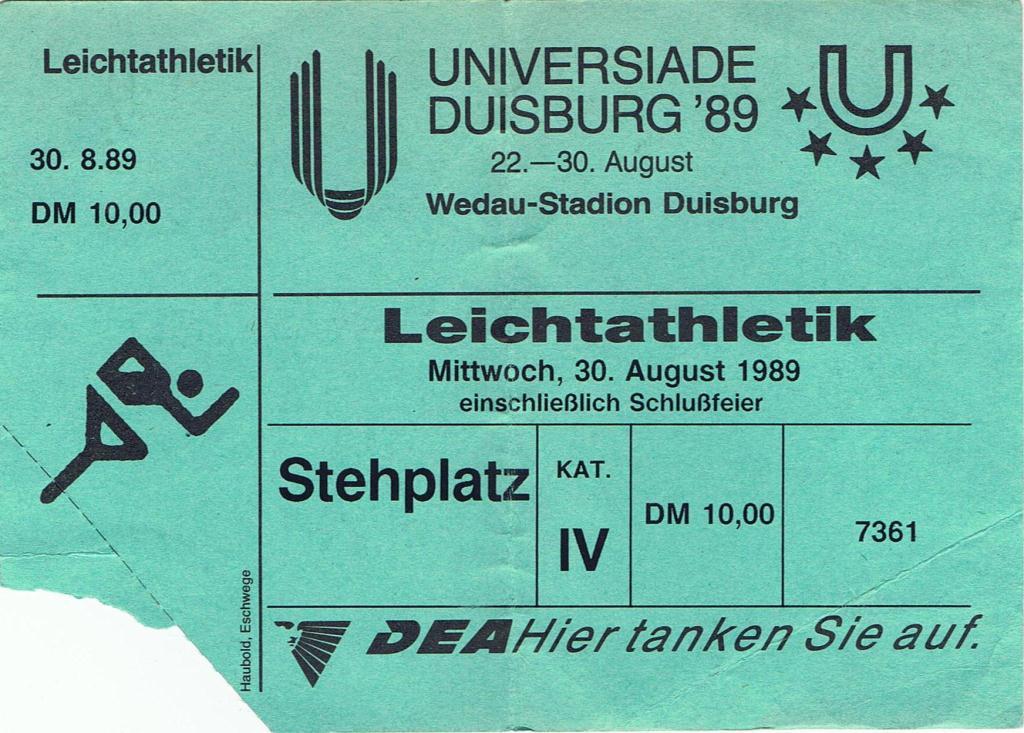 Leichtathletik
30. 8.89
DM 10,00
UNIVERSIADE
DUISBURG '89
22.—30. August
Wedau-Stadion Duisburg
U
Leichtathletik
Mittwoch, 30. August 1989
einschließlich Schlußfeier
Stehplatz
KAT.
IV
DM 10,00
7361
Haubold, Eschwege
DEA Hier tanken Sie auf.